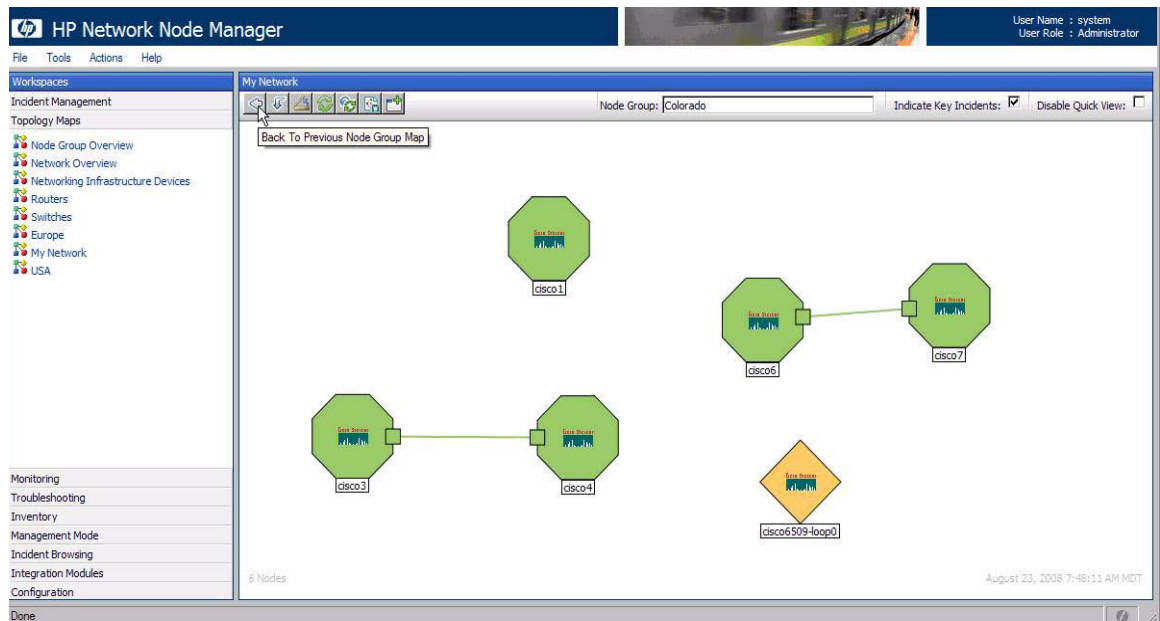 hp HP Network Node Manager
User Name : system
User Role : Administrator
File Tools Actions Help
Workspaces
Incident Management
Topology Maps
Node Group Overview
Network Overview
Networking Infrastructure Devices
Routers
Switches
Europe
My Network
USA
Monitoring
Troubleshooting
Inventory
Management Mode
Incident Browsing
Integration Modules
Configuration
My Network
Node Group: Colorado
Indicate Key Incidents:
Disable Quick View:
Back To Previous Node Group Map
cisco1
cisco6
cisco7
cisco3
cisco4
cisco6509-loop0
6 Nodes
August 23, 2008 7:48:11 AM MDT
Done